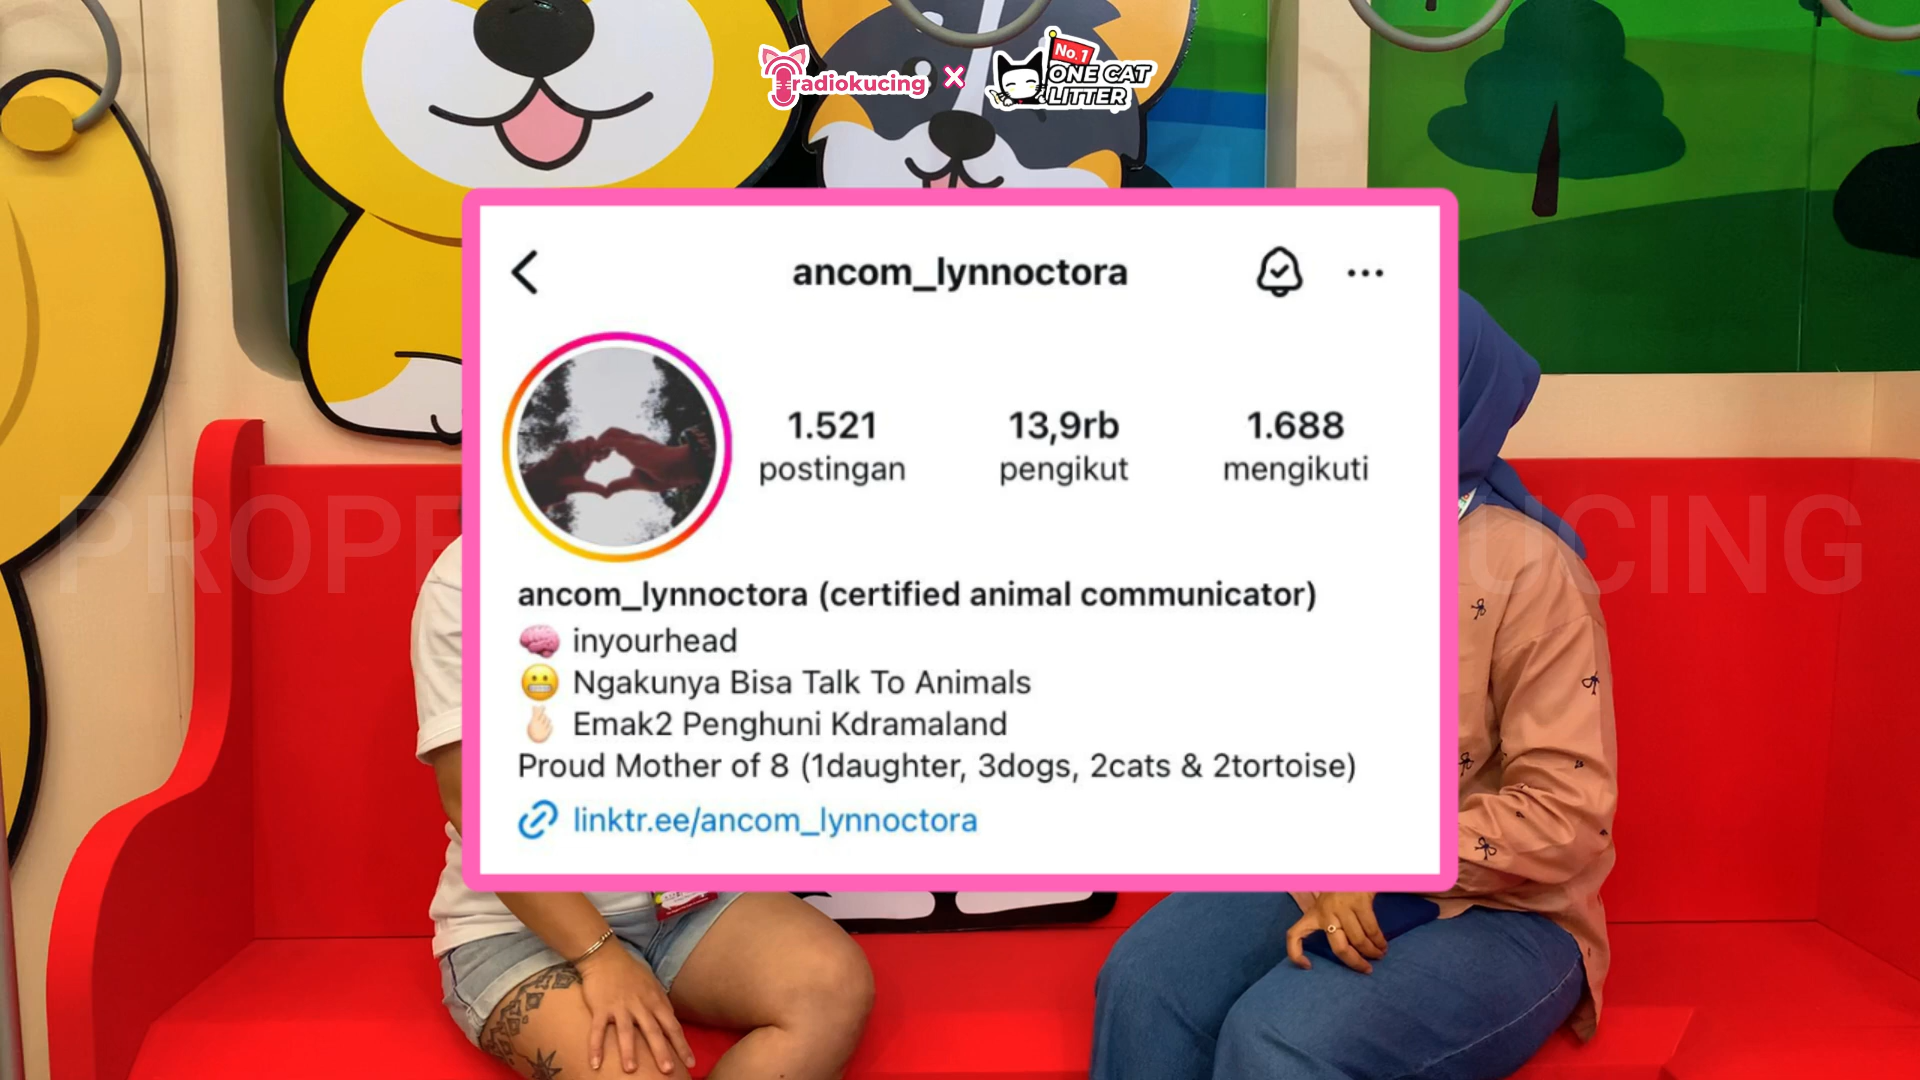 radiokucing x No.1 ONE CAT LITTER
ancom_lynnoctora
1.521 13,9rb 1.688
postingan pengikut mengikuti
ancom_lynnoctora (certified animal communicator)
inyourhead
Ngakunya Bisa Talk To Animals
Emak2 Penghuni Kdramaland
Proud Mother of 8 (1daughter, 3dogs, 2cats & 2tortoise)
linktr.ee/ancom_lynnoctora